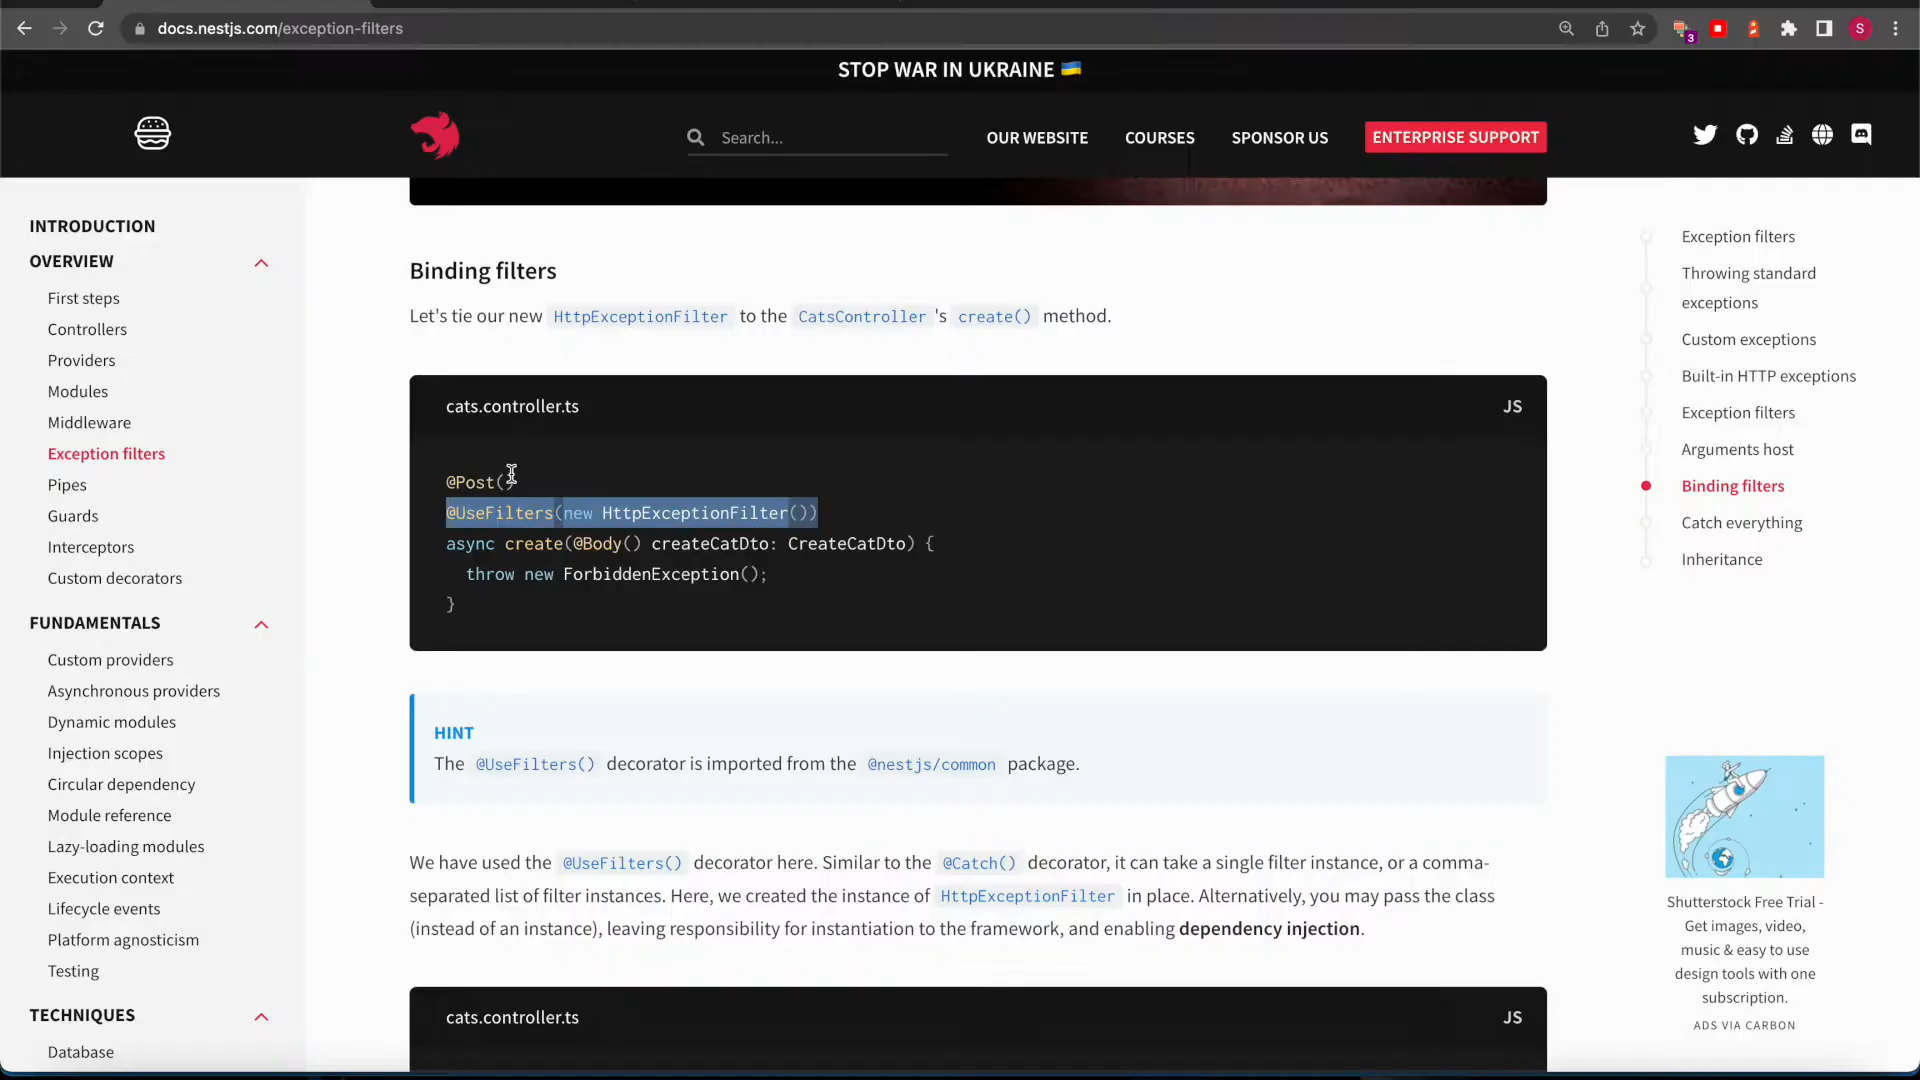 docs.nestjs.com/exception-filters
3
S
STOP WAR IN UKRAINE 🇺🇦
Search...
OUR WEBSITE
COURSES
SPONSOR US
ENTERPRISE SUPPORT
INTRODUCTION
OVERVIEW
First steps
Controllers
Providers
Modules
Middleware
Exception filters
Pipes
Guards
Interceptors
Custom decorators
FUNDAMENTALS
Custom providers
Asynchronous providers
Dynamic modules
Injection scopes
Circular dependency
Module reference
Lazy-loading modules
Execution context
Lifecycle events
Platform agnosticism
Testing
TECHNIQUES
Database
Binding filters
Let's tie our new HttpExceptionFilter to the CatsController 's create() method.
cats.controller.ts
JS
@Post()
@UseFilters(new HttpExceptionFilter())
async create(@Body() createCatDto: CreateCatDto) {
throw new ForbiddenException();
}
HINT
The @UseFilters() decorator is imported from the @nestjs/common package.
We have used the @UseFilters() decorator here. Similar to the @Catch() decorator, it can take a single filter instance, or a comma-
separated list of filter instances. Here, we created the instance of HttpExceptionFilter in place. Alternatively, you may pass the class
(instead of an instance), leaving responsibility for instantiation to the framework, and enabling dependency injection.
cats.controller.ts
JS
Exception filters
Throwing standard
exceptions
Custom exceptions
Built-in HTTP exceptions
Exception filters
Arguments host
Binding filters
Catch everything
Inheritance
Shutterstock Free Trial -
Get images, video,
music & easy to use
design tools with one
subscription.
ADS VIA CARBON